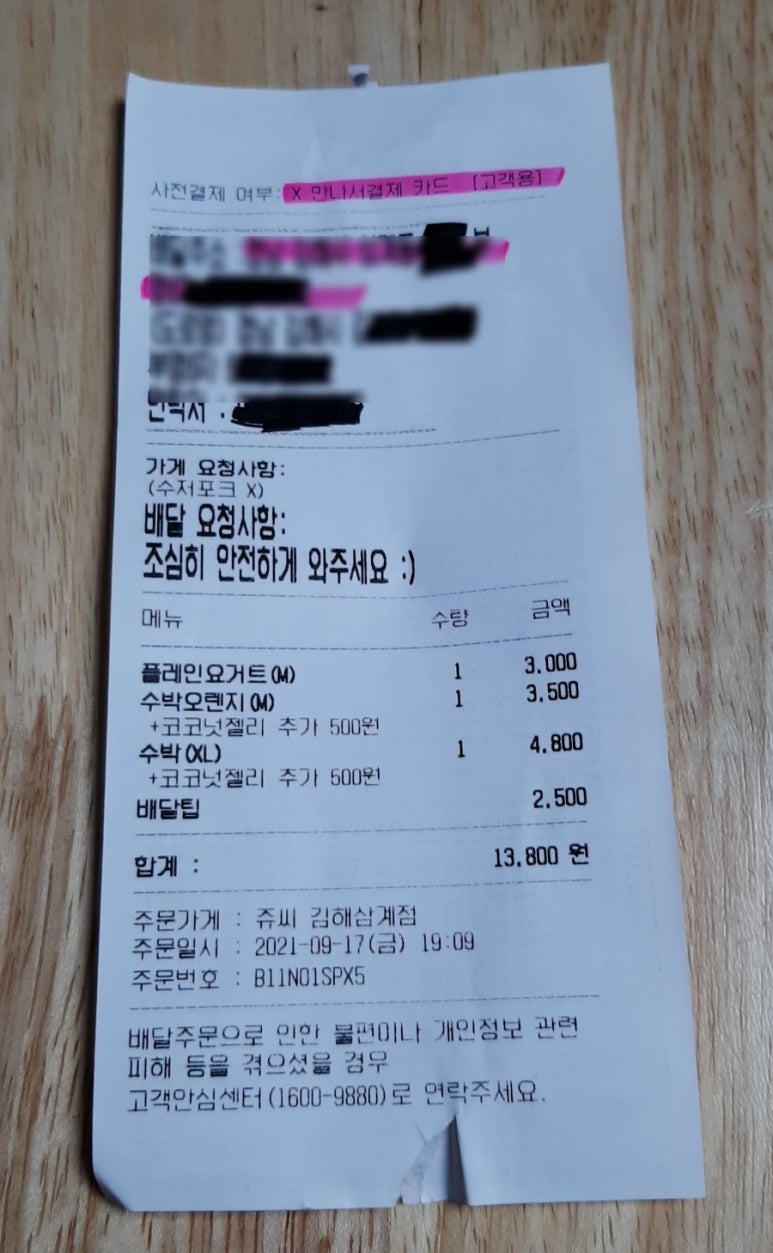 사전결제 여부: X 만나서결제 카드 [고객용]
연락처 :
가게 요청사항:
(수저포크 X)
배달 요청사항:
조심히 안전하게 와주세요 :)
메뉴 수량 금액
플레인요거트(M) 1 3.000
수박오렌지(M) 1 3.500
+코코넛젤리 추가 500원
수박(XL) 1 4.800
+코코넛젤리 추가 500원
배달팁 2.500
합계 : 13.800 원
주문가게 : 쥬씨 김해삼계점
주문일시 : 2021-09-17(금) 19:09
주문번호 : B11N01SPX5
배달주문으로 인한 불편이나 개인정보 관련
피해 등을 겪으셨을 경우
고객안심센터(1600-9880)로 연락주세요.